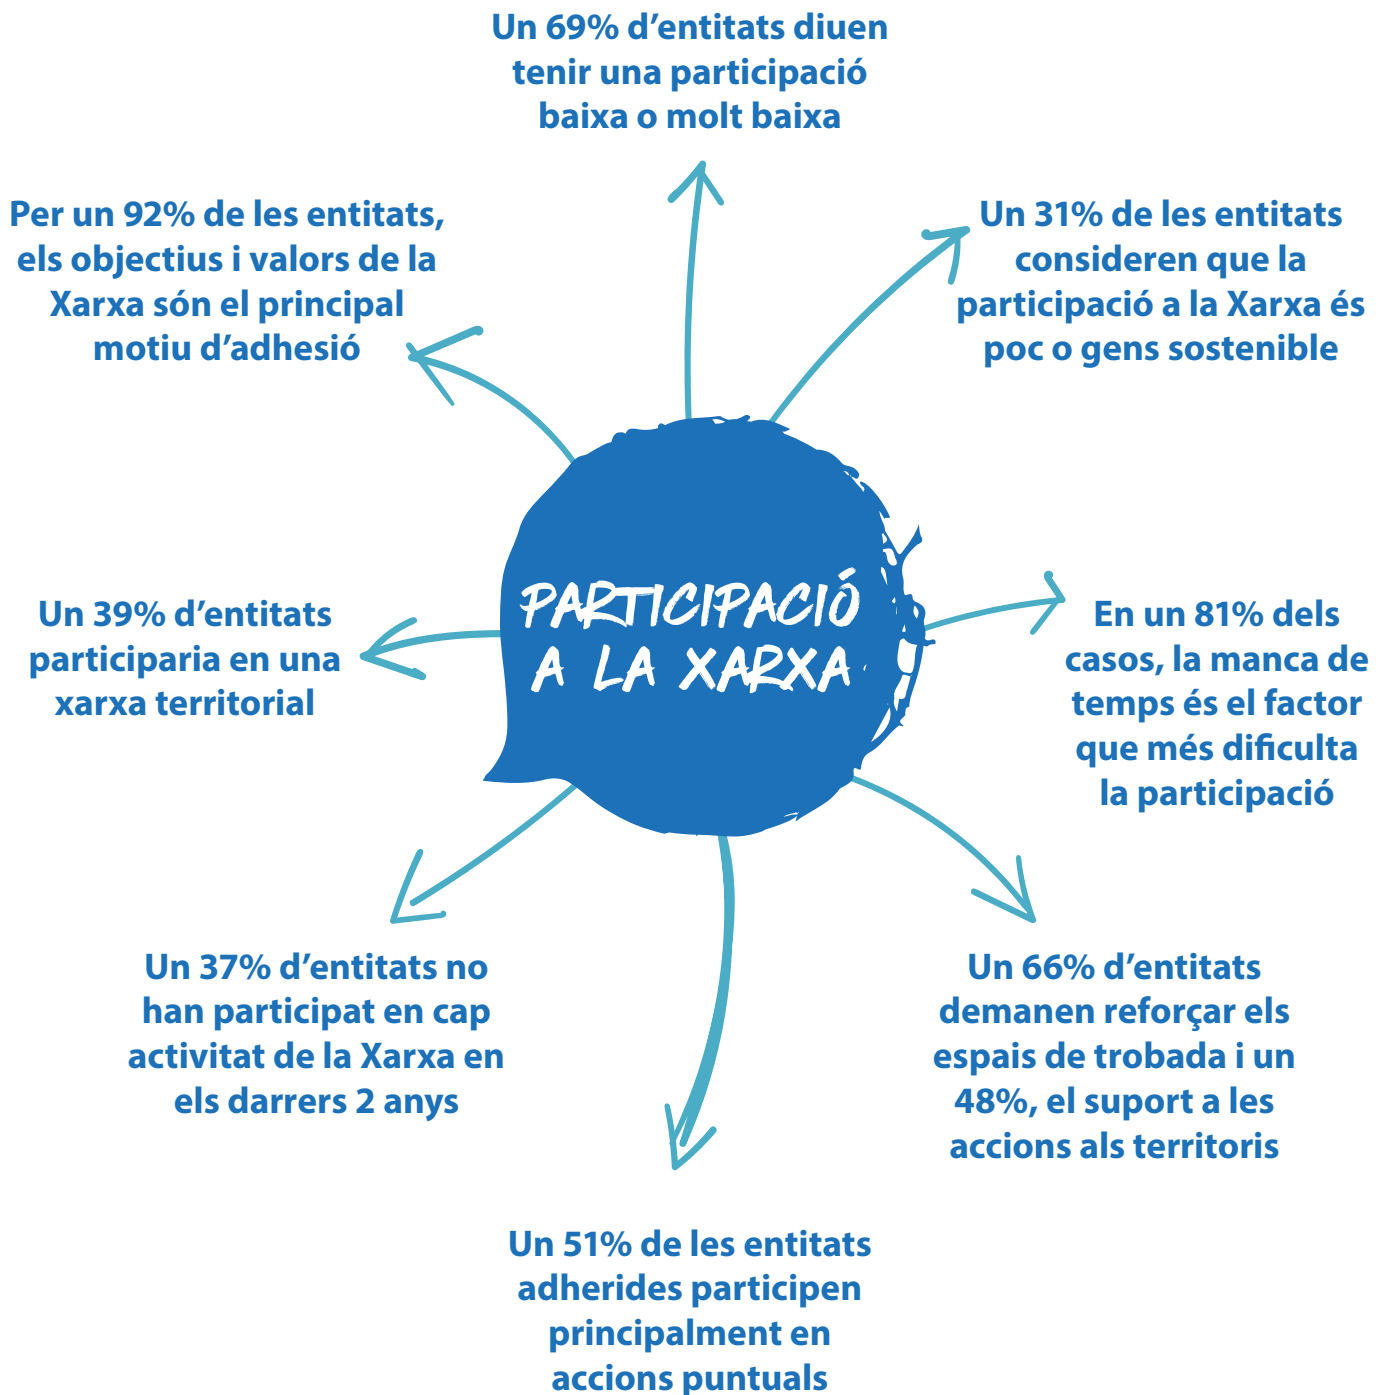 Un 69% d’entitats diuen
tenir una participació
baixa o molt baixa
Per un 92% de les entitats,
els objectius i valors de la
Xarxa són el principal
motiu d’adhesió
Un 31% de les entitats
consideren que la
participació a la Xarxa és
poc o gens sostenible
PARTICIPACIÓ
A LA XARXA
Un 39% d’entitats
participaria en una
xarxa territorial
En un 81% dels
casos, la manca de
temps és el factor
que més dificulta
la participació
Un 37% d’entitats no
han participat en cap
activitat de la Xarxa en
els darrers 2 anys
Un 66% d’entitats
demanen reforçar els
espais de trobada i un
48%, el suport a les
accions als territoris
Un 51% de les entitats
adherides participen
principalment en
accions puntuals